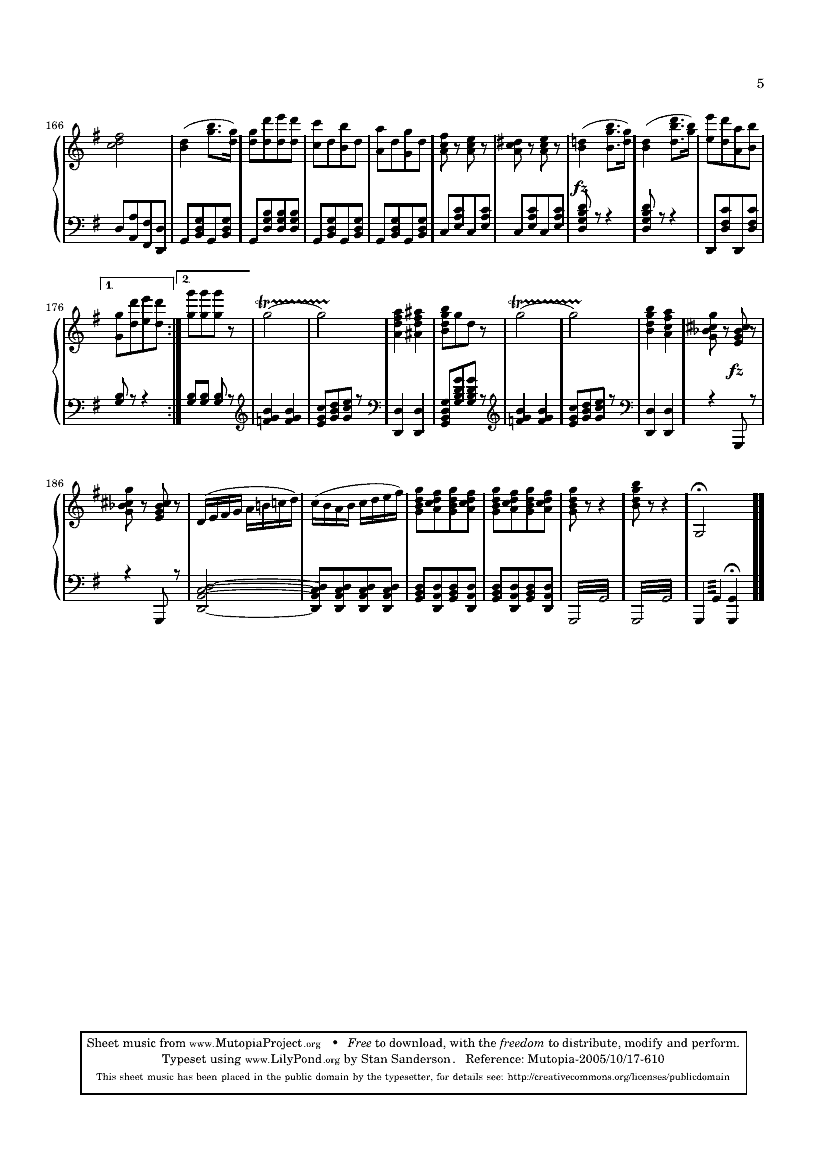 5
166
fz
1.
2.
176
tr
tr
fz
186
Sheet music from www.MutopiaProject.org • Free to download, with the freedom to distribute, modify and perform.
Typeset using www.LilyPond.org by Stan Sanderson. Reference: Mutopia-2005/10/17-610
This sheet music has been placed in the public domain by the typesetter, for details see: http://creativecommons.org/licenses/publicdomain